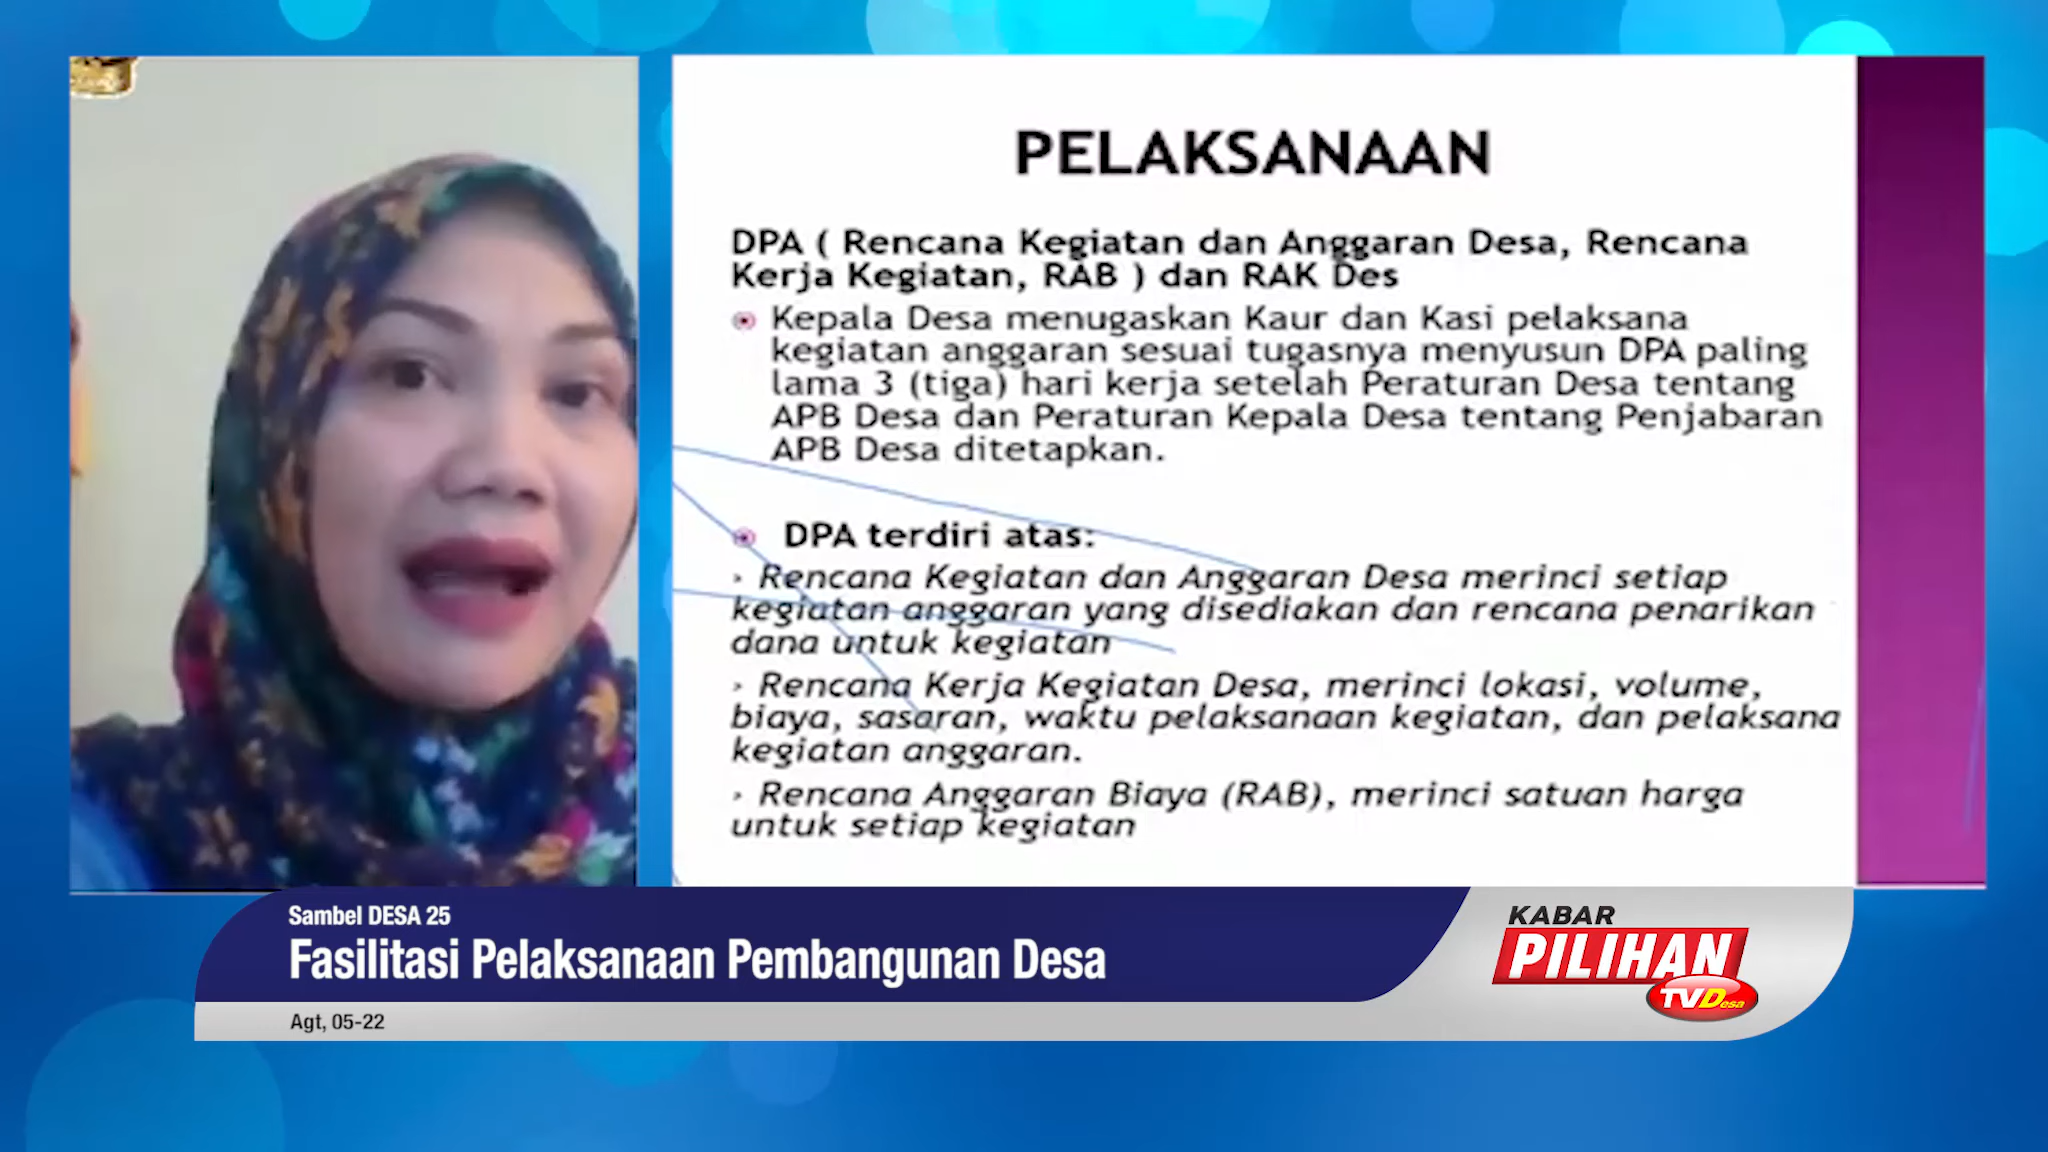 PELAKSANAAN
DPA ( Rencana Kegiatan dan Anggaran Desa, Rencana
Kerja Kegiatan, RAB ) dan RAK Des
Kepala Desa menugaskan Kaur dan Kasi pelaksana
kegiatan anggaran sesuai tugasnya menyusun DPA paling
lama 3 (tiga) hari kerja setelah Peraturan Desa tentang
APB Desa dan Peraturan Kepala Desa tentang Penjabaran
APB Desa ditetapkan.
DPA terdiri atas:
› Rencana Kegiatan dan Anggaran Desa merinci setiap
kegiatan anggaran yang disediakan dan rencana penarikan
dana untuk kegiatan
› Rencana Kerja Kegiatan Desa, merinci lokasi, volume,
biaya, sasaran, waktu pelaksanaan kegiatan, dan pelaksana
kegiatan anggaran.
› Rencana Anggaran Biaya (RAB), merinci satuan harga
untuk setiap kegiatan
Sambel DESA 25
Fasilitasi Pelaksanaan Pembangunan Desa
Agt, 05-22
KABAR
PILIHAN
TVDesa